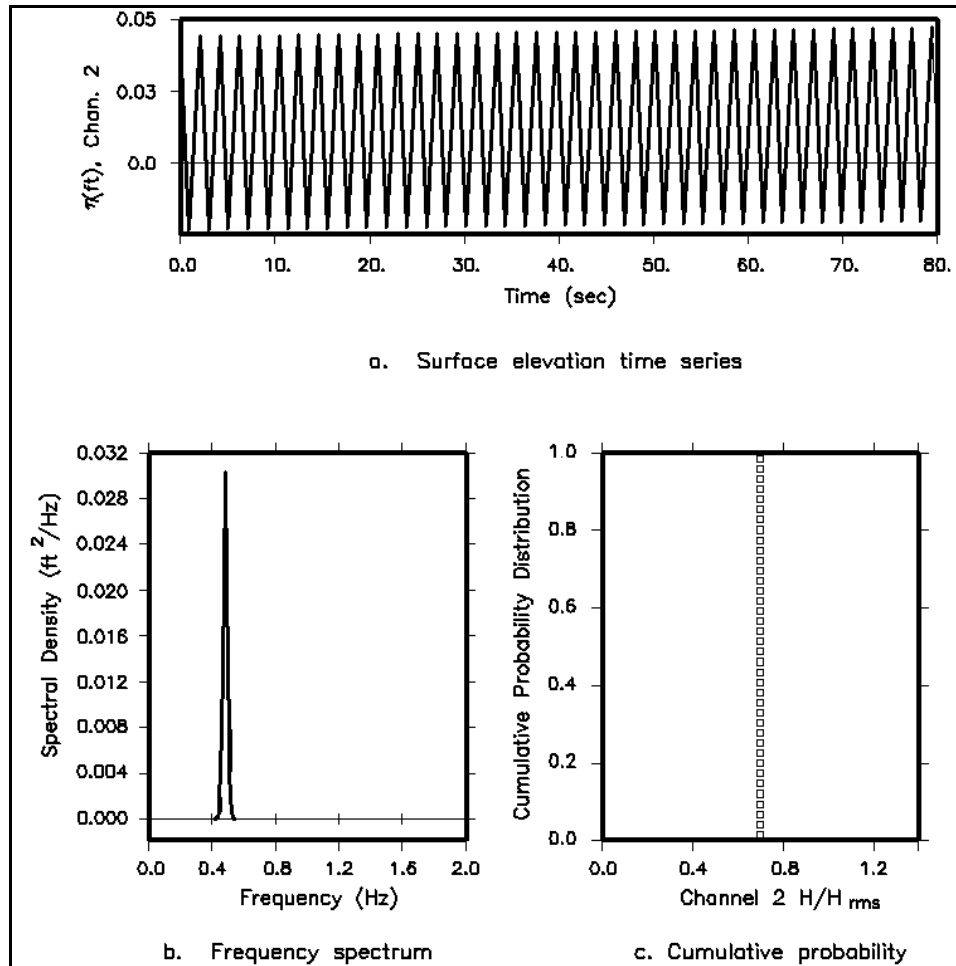 0.05
0.03
0.0
η(ft), Chan. 2
0.0 10. 20. 30. 40. 50. 60. 70. 80.
Time (sec)
a. Surface elevation time series
0.032
0.028
0.024
0.020
0.016
0.012
0.008
0.004
0.000
Spectral Density (ft 2/Hz)
0.0 0.4 0.8 1.2 1.6 2.0
Frequency (Hz)
b. Frequency spectrum
1.0
0.8
0.6
0.4
0.2
0.0
Cumulative Probability Distribution
0.0 0.4 0.8 1.2
Channel 2 H/H rms
c. Cumulative probability